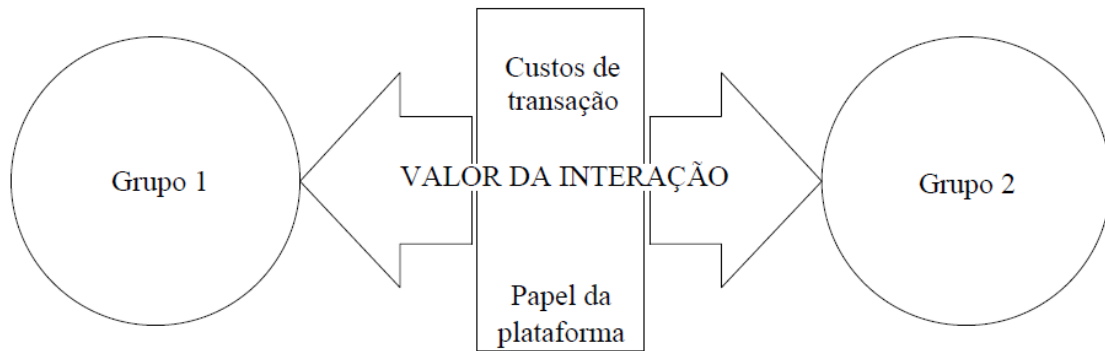 Custos de
transação
Grupo 1
VALOR DA INTERAÇÃO
Grupo 2
Papel da
plataforma